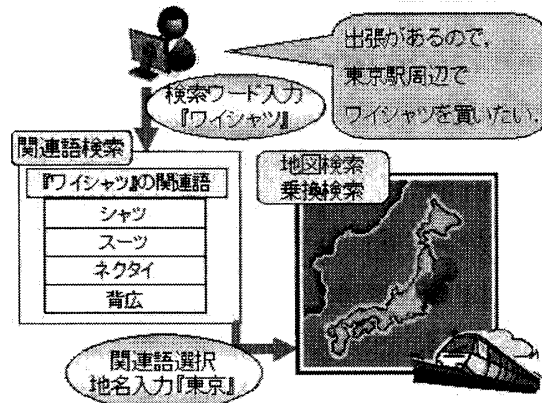 出張があるので,
東京駅周辺で
ワイシャツを買いたい.
検索ワード入力
『ワイシャツ』
関連語検索
『ワイシャツ』の関連語
シャツ
スーツ
ネクタイ
背広
地図検索
乗換検索
関連語選択
地名入力『東京』